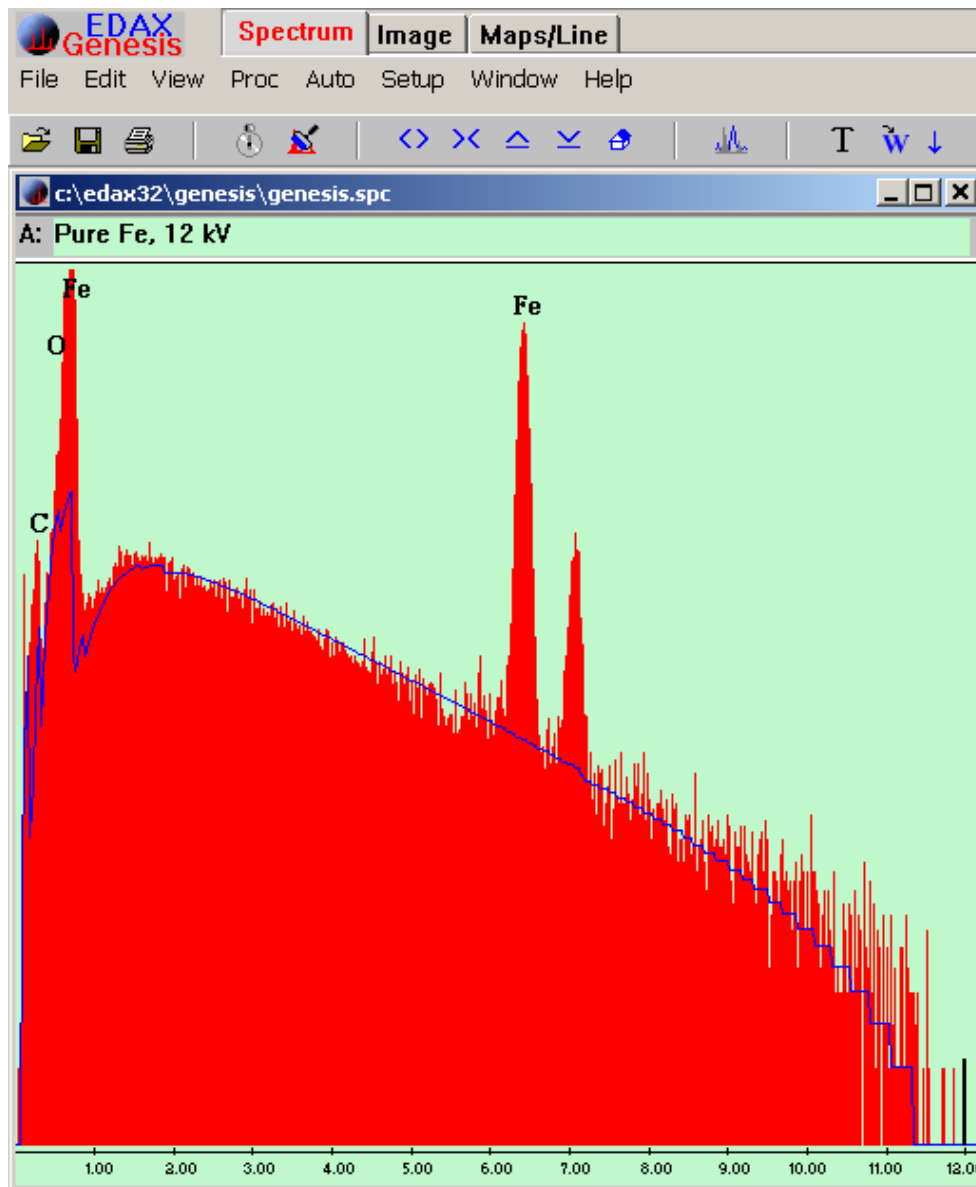 EDAX
Genesis
Spectrum Image Maps/Line
File Edit View Proc Auto Setup Window Help
T W
c:\edax32\genesis\genesis.spc
A: Pure Fe, 12 kV
Fe
Fe
O
C
1.00 2.00 3.00 4.00 5.00 6.00 7.00 8.00 9.00 10.00 11.00 12.0